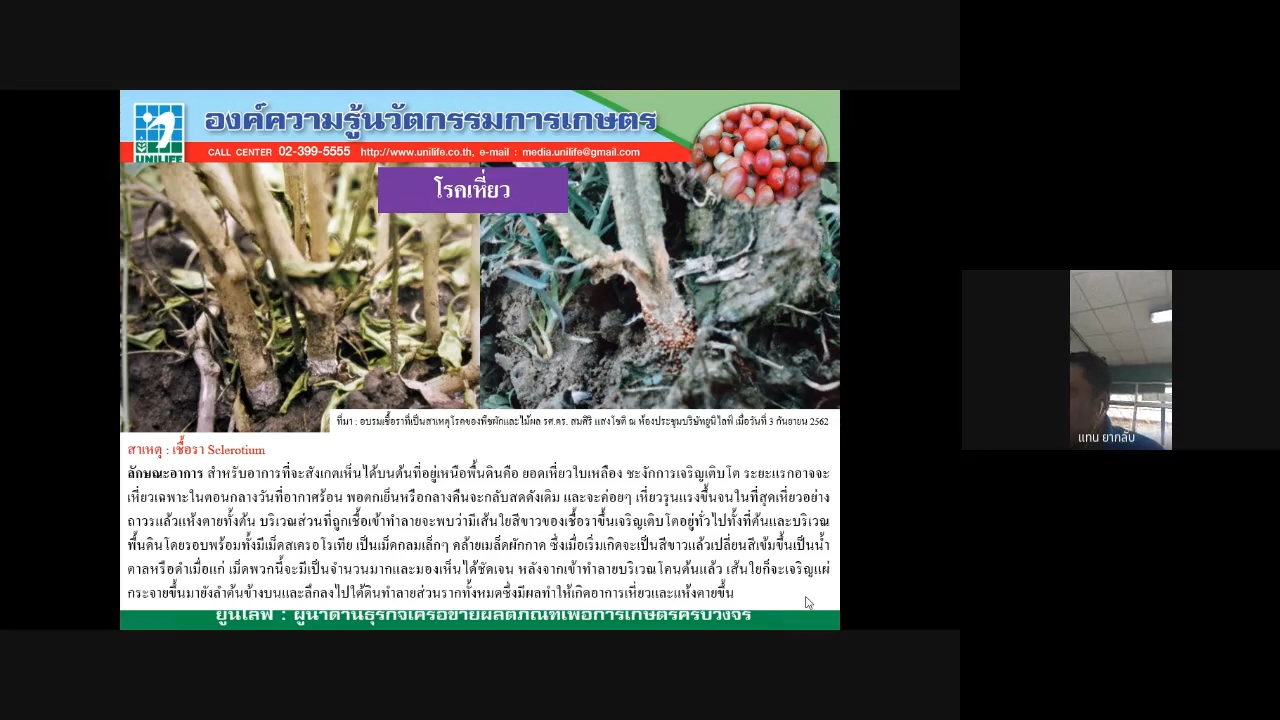 องค์ความรู้นวัตกรรมการเกษตร
UNILIFE
CALL CENTER 02-399-5555 http://www.unilife.co.th, e-mail : media.unilife@gmail.com
โรคเหี่ยว
ที่มา : อบรมเชื้อราที่เป็นสาเหตุโรคของพืชผักและไม้ผล รศ.ดร. สมศิริ แสงโชติ ณ ห้องประชุมบริษัทยูนิไลฟ์ เมื่อวันที่ 3 กันยายน 2562
สาเหตุ : เชื้อรา Sclerotium
ลักษณะอาการ สำหรับอาการที่จะสังเกตเห็นได้บนต้นที่อยู่เหนือพื้นดินคือ ยอดเหี่ยวใบเหลือง ชะงักการเจริญเติบโต ระยะแรกอาจจะ
เหี่ยวเฉพาะในตอนกลางวันที่อากาศร้อน พอตกเย็นหรือกลางคืนจะกลับสดดังเดิม และจะค่อยๆ เหี่ยวรุนแรงขึ้นจนในที่สุดเหี่ยวอย่าง
ถาวรแล้วแห้งตายทั้งต้น บริเวณส่วนที่ถูกเชื้อเข้าทำลายจะพบว่ามีเส้นใยสีขาวของเชื้อราขึ้นเจริญเติบโตอยู่ทั่วไปทั้งที่ต้นและบริเวณ
พื้นดินโดยรอบพร้อมทั้งมีเม็ดสเคอโรเทีย เป็นเม็ดกลมเล็กๆ คล้ายเมล็ดผักกาด ซึ่งเมื่อเริ่มเกิดจะเป็นสีขาวแล้วเปลี่ยนสีเข้มขึ้นเป็นน้ำ
ตาลหรือดำเมื่อแก่ เม็ดพวกนี้จะมีเป็นจำนวนมากและมองเห็นได้ชัดเจน หลังจากเข้าทำลายบริเวณโคนต้นแล้ว เส้นใยก็จะเจริญแผ่
กระจายขึ้นมายังลำต้นข้างบนและลึกลงไปใต้ดินทำลายส่วนรากทั้งหมดซึ่งมีผลทำให้เกิดอาการเหี่ยวและแห้งตายขึ้น
ยูนิไลฟ์ : ผู้นำด้านธุรกิจเครือข่ายผลิตภัณฑ์เพื่อการเกษตรครบวงจร
แทน ยากลับ